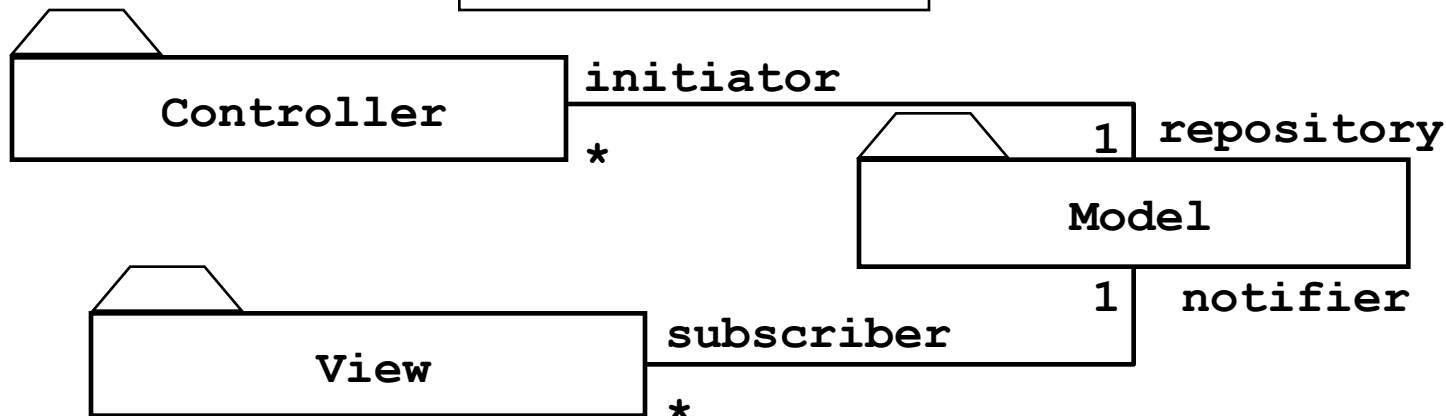 initiator
Controller
*
1
repository
Model
1
notifier
subscriber
View
*